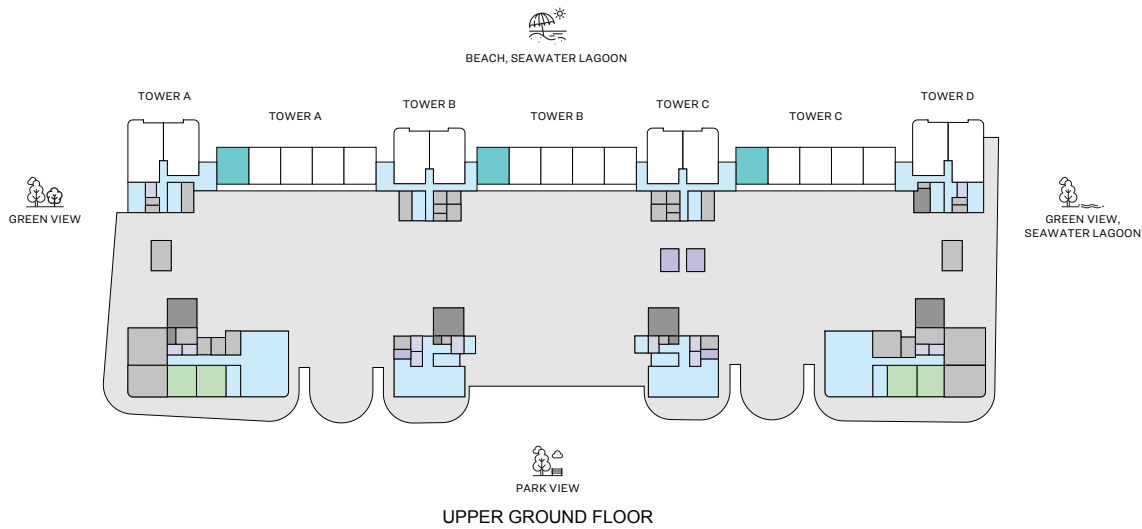 BEACH, SEAWATER LAGOON
TOWER A
TOWER A
TOWER B
TOWER B
TOWER C
TOWER C
TOWER D
GREEN VIEW
GREEN VIEW,
SEAWATER LAGOON
PARK VIEW
UPPER GROUND FLOOR